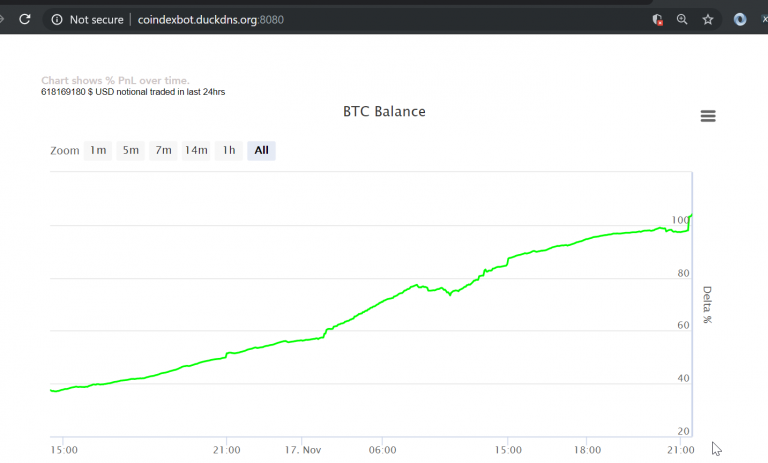 Not secure | coindexbot.duckdns.org:8080
Chart shows % PnL over time.
618169180 $ USD notional traded in last 24hrs
BTC Balance
Zoom 1m 5m 7m 14m 1h All
100
80
60
40
20
Delta %
15:00 21:00 17. Nov 06:00 15:00 18:00 21:00